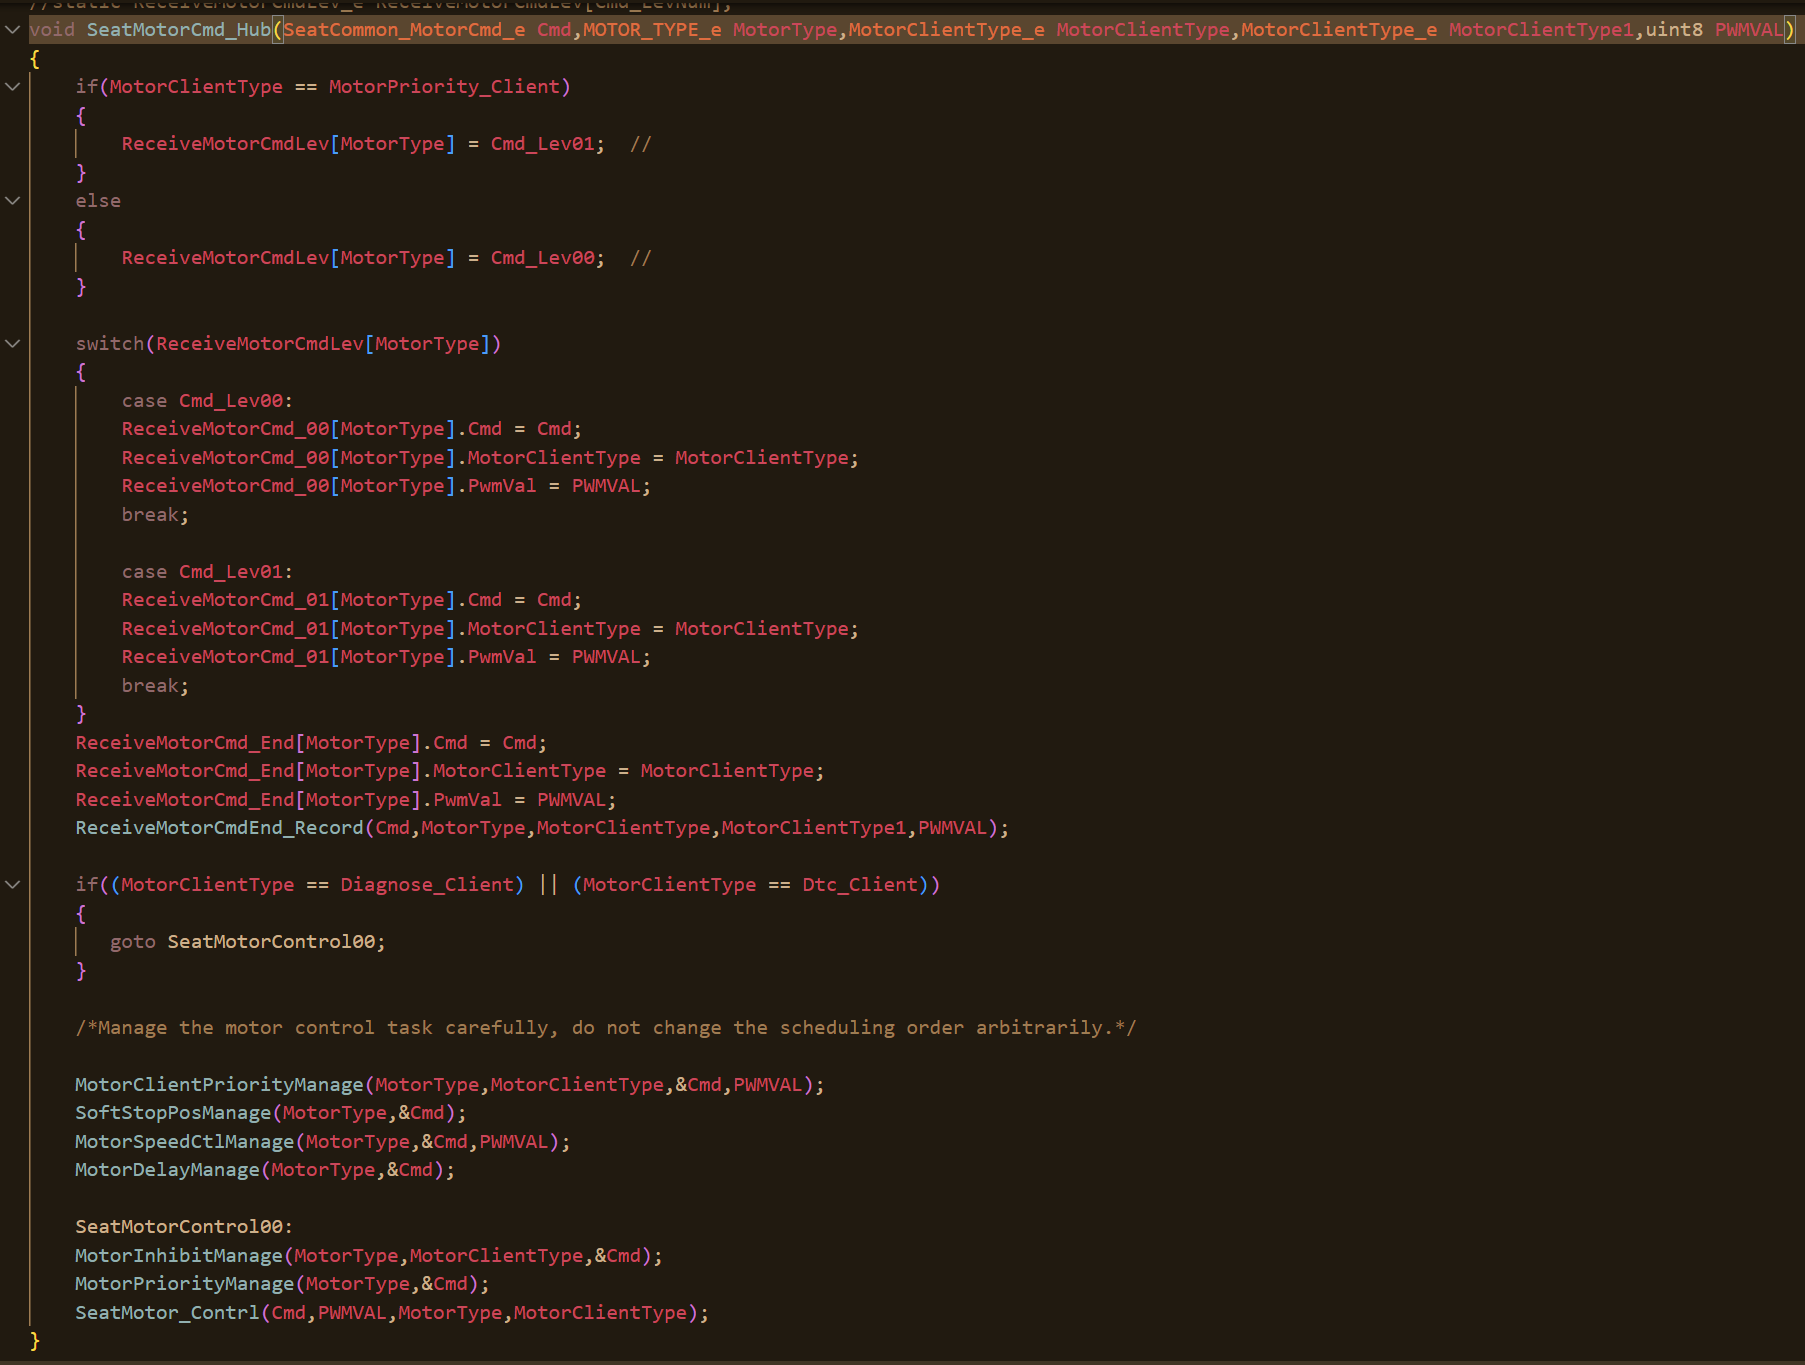 //static ReceiveMotorCmdLev_e ReceiveMotorCmdLev[Cmd_LevNum];
void SeatMotorCmd_Hub(SeatCommon_MotorCmd_e Cmd,MOTOR_TYPE_e MotorType,MotorClientType_e MotorClientType,MotorClientType_e MotorClientType1,uint8 PWMVAL)
{
    if(MotorClientType == MotorPriority_Client)
    {
        ReceiveMotorCmdLev[MotorType] = Cmd_Lev01;  //
    }
    else
    {
        ReceiveMotorCmdLev[MotorType] = Cmd_Lev00;  //
    }

    switch(ReceiveMotorCmdLev[MotorType])
    {
        case Cmd_Lev00:
        ReceiveMotorCmd_00[MotorType].Cmd = Cmd;
        ReceiveMotorCmd_00[MotorType].MotorClientType = MotorClientType;
        ReceiveMotorCmd_00[MotorType].PwmVal = PWMVAL;
        break;

        case Cmd_Lev01:
        ReceiveMotorCmd_01[MotorType].Cmd = Cmd;
        ReceiveMotorCmd_01[MotorType].MotorClientType = MotorClientType;
        ReceiveMotorCmd_01[MotorType].PwmVal = PWMVAL;
        break;
    }
    ReceiveMotorCmd_End[MotorType].Cmd = Cmd;
    ReceiveMotorCmd_End[MotorType].MotorClientType = MotorClientType;
    ReceiveMotorCmd_End[MotorType].PwmVal = PWMVAL;
    ReceiveMotorCmdEnd_Record(Cmd,MotorType,MotorClientType,MotorClientType1,PWMVAL);

    if((MotorClientType == Diagnose_Client) || (MotorClientType == Dtc_Client))
    {
       goto SeatMotorControl00;
    }

    /*Manage the motor control task carefully, do not change the scheduling order arbitrarily.*/

    MotorClientPriorityManage(MotorType,MotorClientType,&Cmd,PWMVAL);
    SoftStopPosManage(MotorType,&Cmd);
    MotorSpeedCtlManage(MotorType,&Cmd,PWMVAL);
    MotorDelayManage(MotorType,&Cmd);

    SeatMotorControl00:
    MotorInhibitManage(MotorType,MotorClientType,&Cmd);
    MotorPriorityManage(MotorType,&Cmd);
    SeatMotor_Contrl(Cmd,PWMVAL,MotorType,MotorClientType);
}